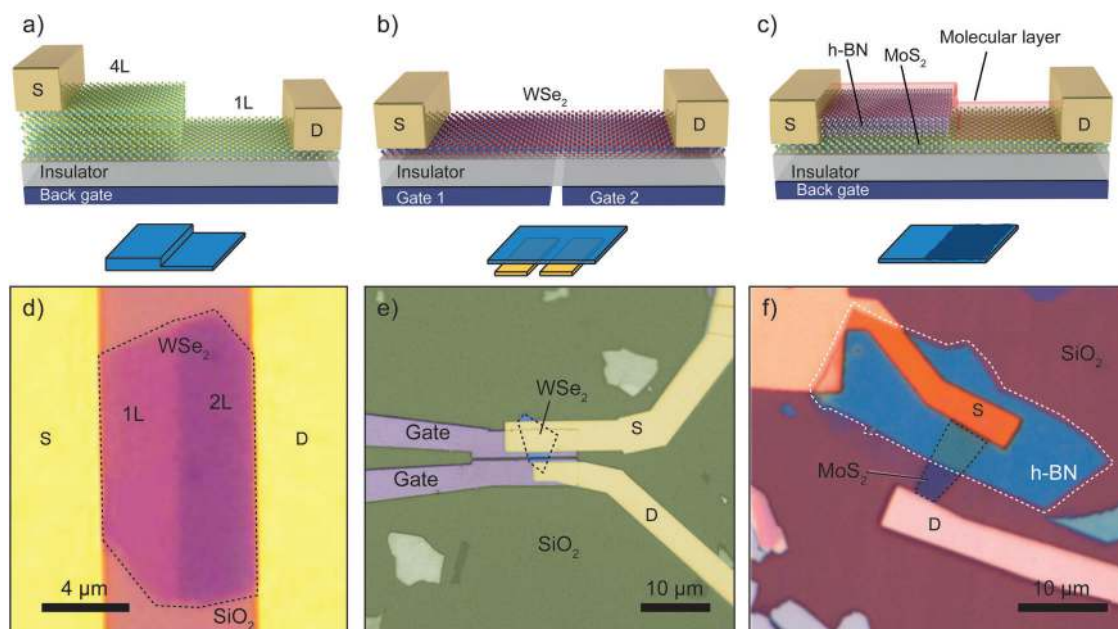 a)
4L
1L
S
D
Insulator
Back gate
b)
WSe₂
S
D
Insulator
Gate 1 Gate 2
c)
Molecular layer
h-BN
MoS₂
S
D
Insulator
Back gate
d)
WSe₂
1L
2L
S
D
4 µm
SiO₂
e)
WSe₂
Gate
S
Gate
D
SiO₂
10 µm
f)
SiO₂
S
MoS₂
h-BN
D
10 µm